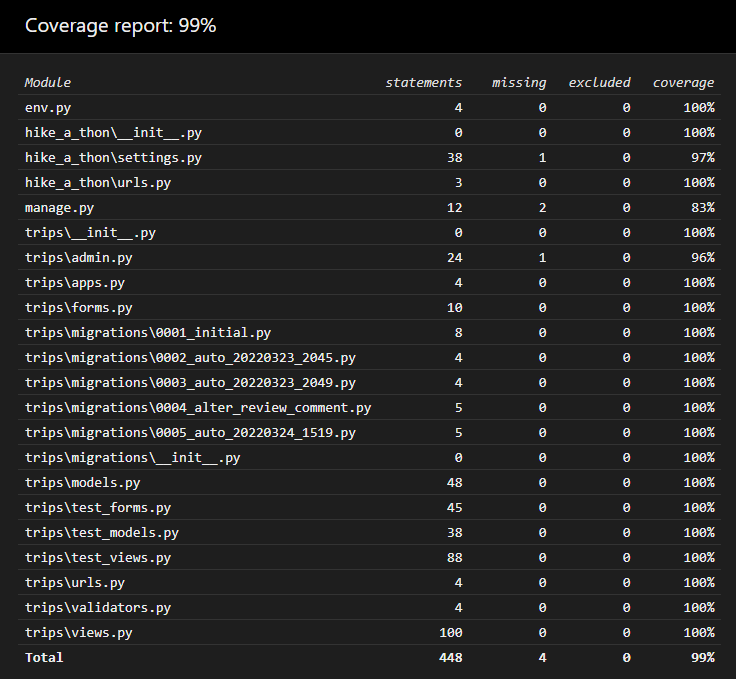 Coverage report: 99%
Module statements missing excluded coverage
env.py 4 0 0 100%
hike_a_thon\__init__.py 0 0 0 100%
hike_a_thon\settings.py 38 1 0 97%
hike_a_thon\urls.py 3 0 0 100%
manage.py 12 2 0 83%
trips\__init__.py 0 0 0 100%
trips\admin.py 24 1 0 96%
trips\apps.py 4 0 0 100%
trips\forms.py 10 0 0 100%
trips\migrations\0001_initial.py 8 0 0 100%
trips\migrations\0002_auto_20220323_2045.py 4 0 0 100%
trips\migrations\0003_auto_20220323_2049.py 4 0 0 100%
trips\migrations\0004_alter_review_comment.py 5 0 0 100%
trips\migrations\0005_auto_20220324_1519.py 5 0 0 100%
trips\migrations\__init__.py 0 0 0 100%
trips\models.py 48 0 0 100%
trips\test_forms.py 45 0 0 100%
trips\test_models.py 38 0 0 100%
trips\test_views.py 88 0 0 100%
trips\urls.py 4 0 0 100%
trips\validators.py 4 0 0 100%
trips\views.py 100 0 0 100%
Total 448 4 0 99%